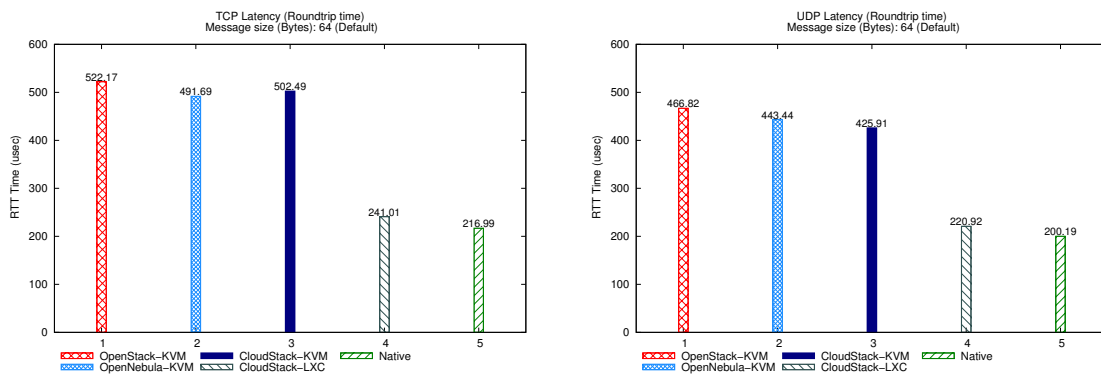 TCP Latency (Roundtrip time)
Message size (Bytes): 64 (Default)
RTT Time (usec)
600
500
400
300
200
100
0
522.17
491.69
502.49
241.01
216.99
1 2 3 4 5
OpenStack-KVM
OpenNebula-KVM
CloudStack-KVM
CloudStack-LXC
Native
UDP Latency (Roundtrip time)
Message size (Bytes): 64 (Default)
RTT Time (usec)
600
500
400
300
200
100
0
466.82
443.44
425.91
220.92
200.19
1 2 3 4 5
OpenStack-KVM
OpenNebula-KVM
CloudStack-KVM
CloudStack-LXC
Native